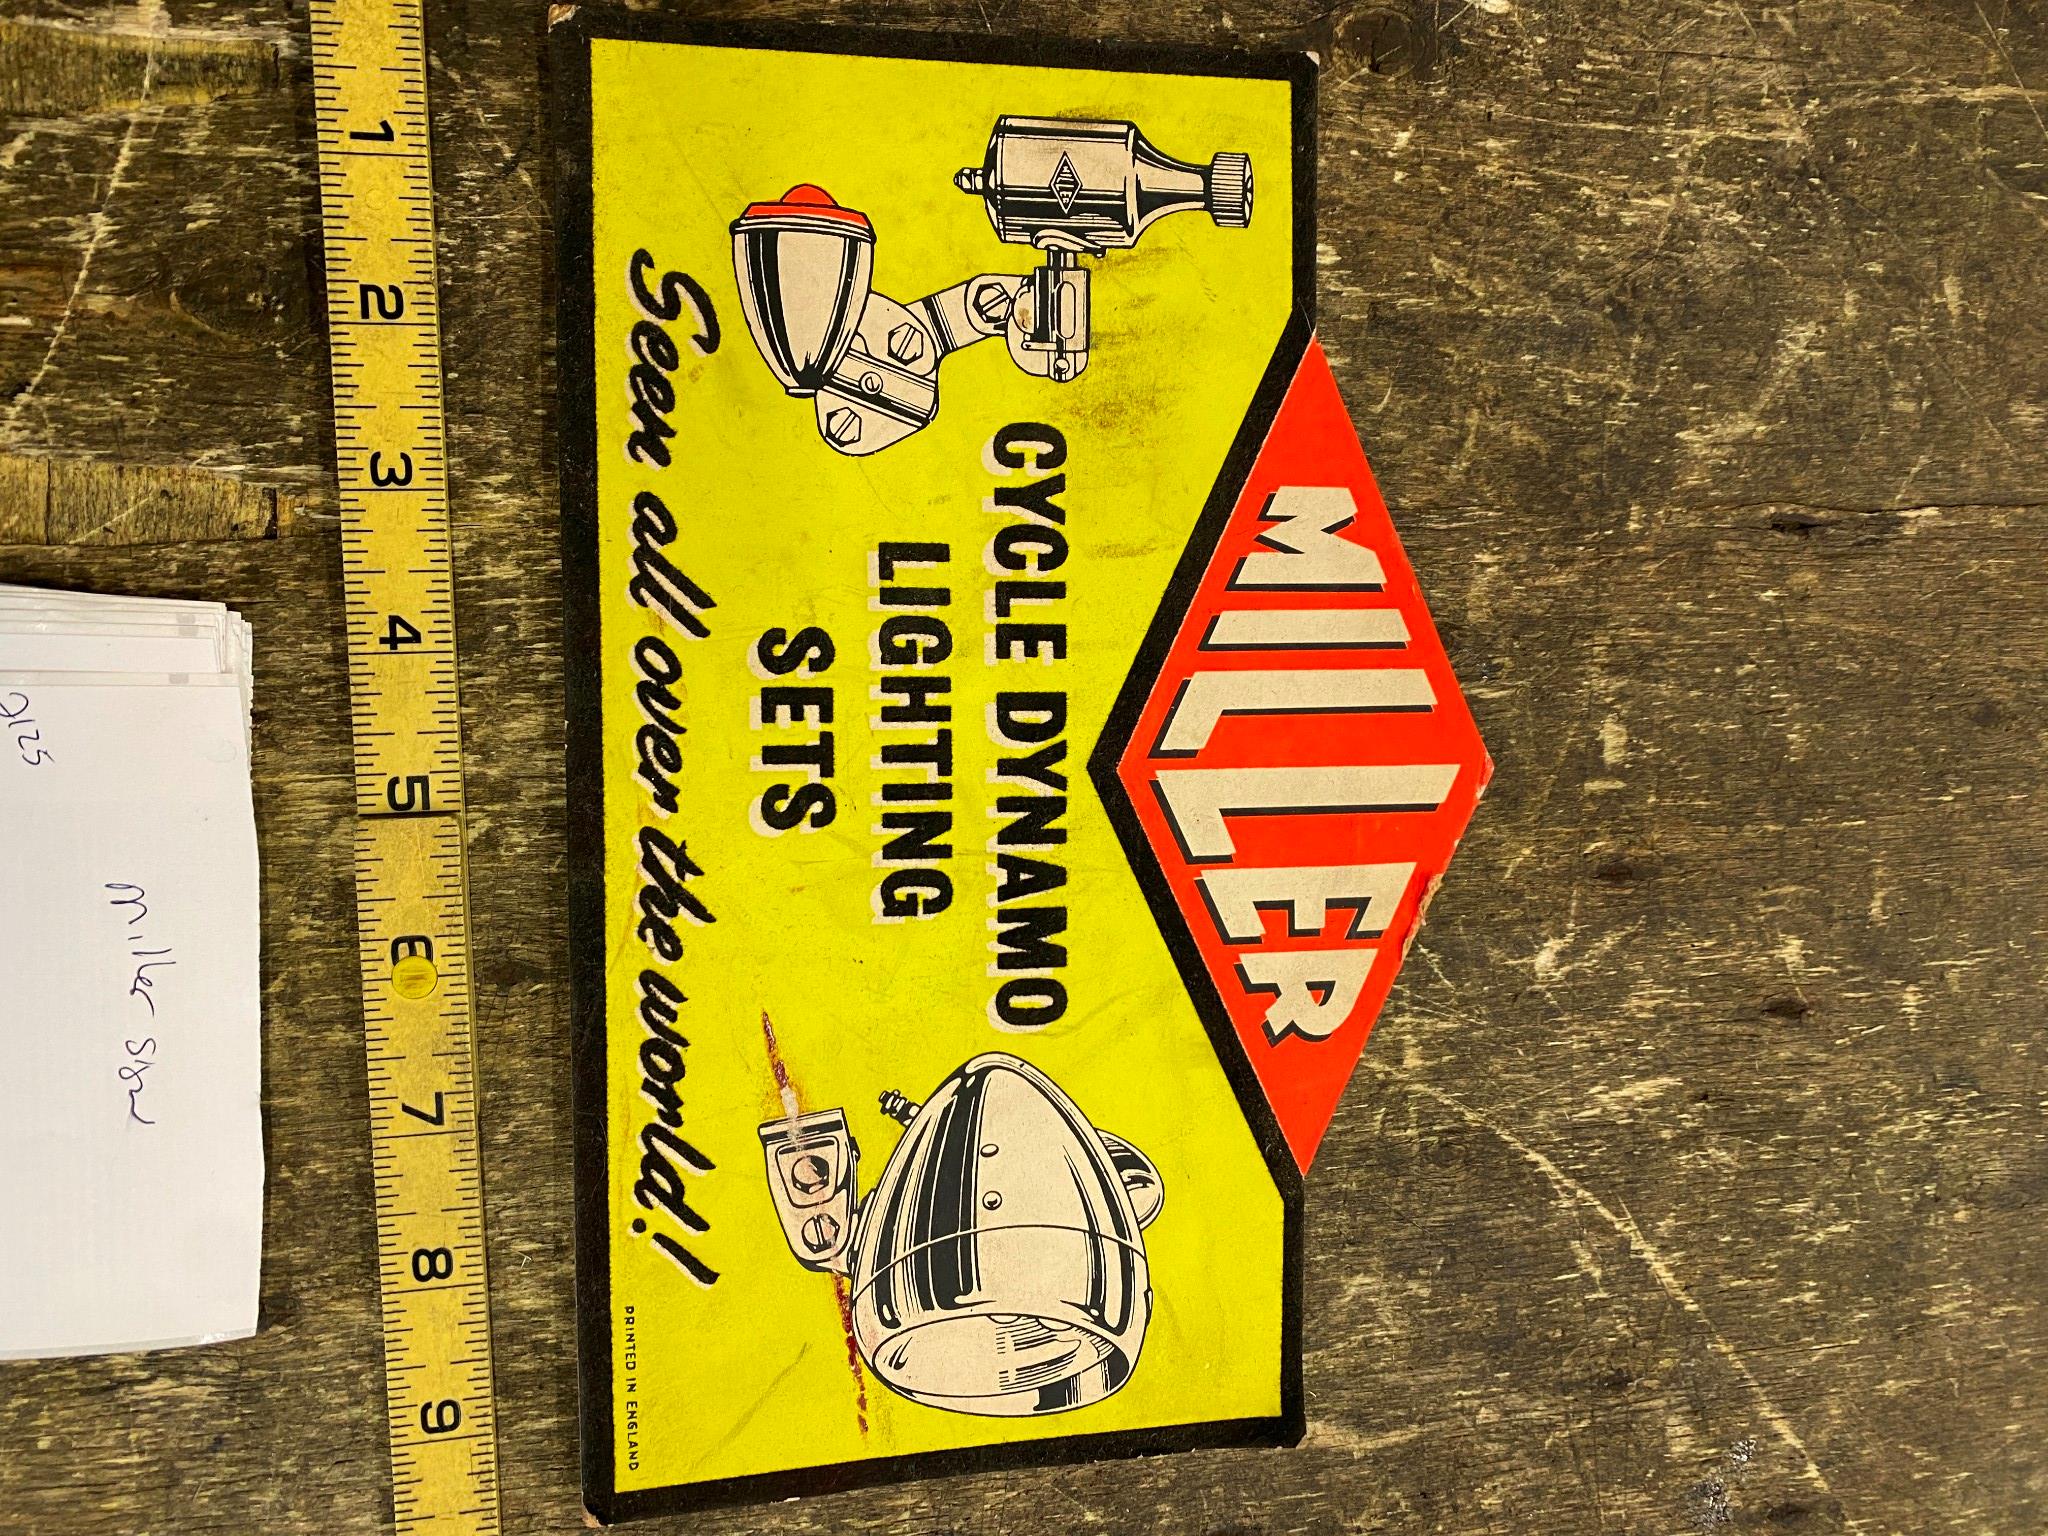 MILLER
CYCLE DYNAMO
LIGHTING
SETS
Seen all over the world!
PRINTED IN ENGLAND
MILLER
1
2
3
4
5
6
7
8
9
Miller sign